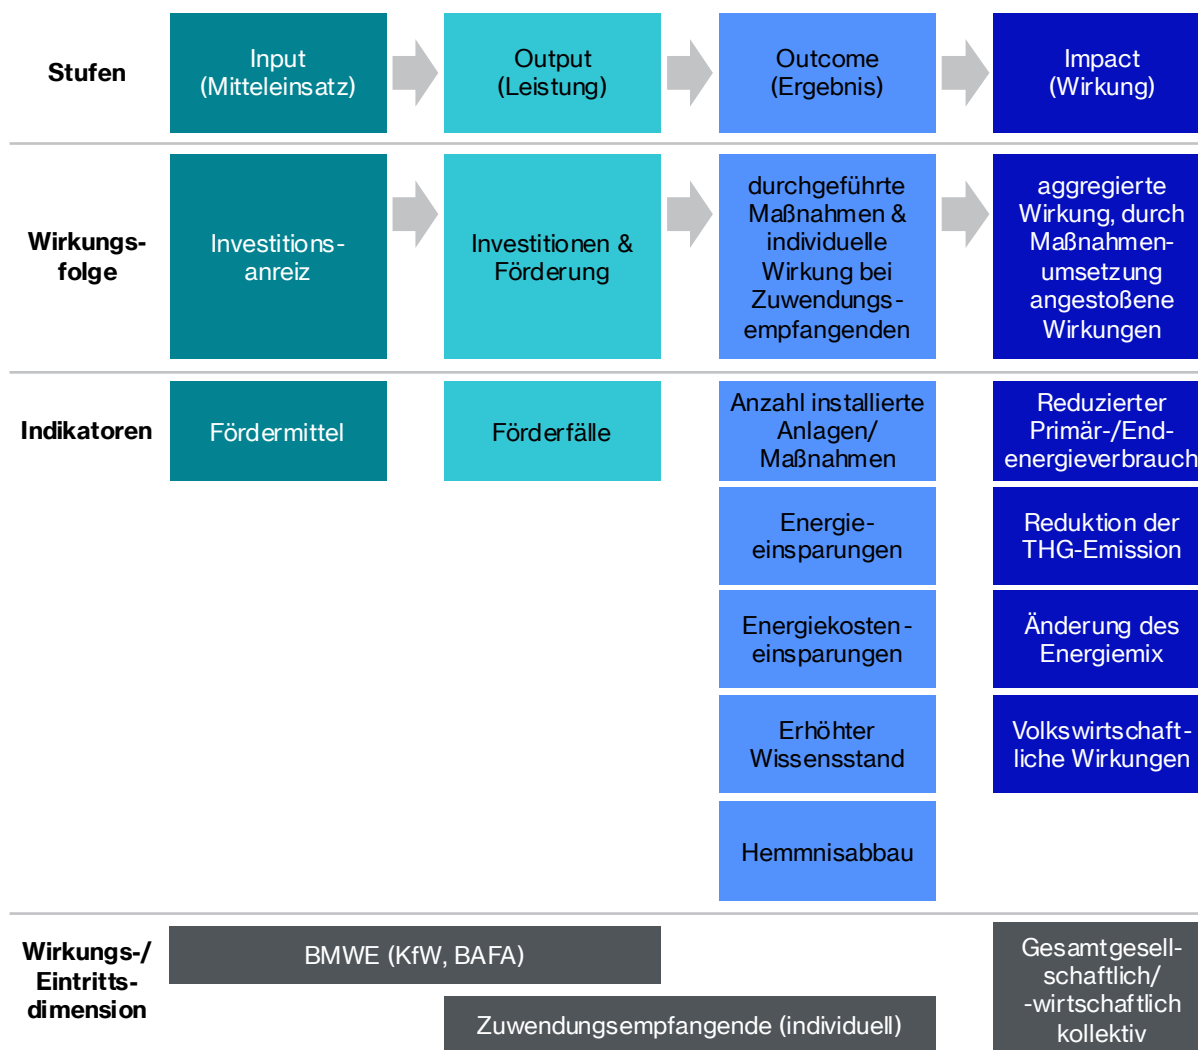 Stufen
Input
(Mitteleinsatz)
Output
(Leistung)
Outcome
(Ergebnis)
Impact
(Wirkung)
Wirkungs-
folge
Investitions-
anreiz
Investitionen &
Förderung
durchgeführte
Maßnahmen &
individuelle
Wirkung bei
Zuwendungs-
empfangenden
aggregierte
Wirkung, durch
Maßnahmen-
umsetzung
angestoßene
Wirkungen
Indikatoren
Fördermittel
Förderfälle
Anzahl installierte
Anlagen/
Maßnahmen
Reduzierter
Primär-/End-
energieverbrauch
Energie-
einsparungen
Reduktion der
THG-Emission
Energiekosten-
einsparungen
Änderung des
Energiemix
Erhöhter
Wissensstand
Volkswirtschaft-
liche Wirkungen
Hemmnisabbau
Wirkungs-/
Eintritts-
dimension
BMWE (KfW, BAFA)
Zuwendungsempfangende (individuell)
Gesamtgesell-
schaftlich/
-wirtschaftlich
kollektiv